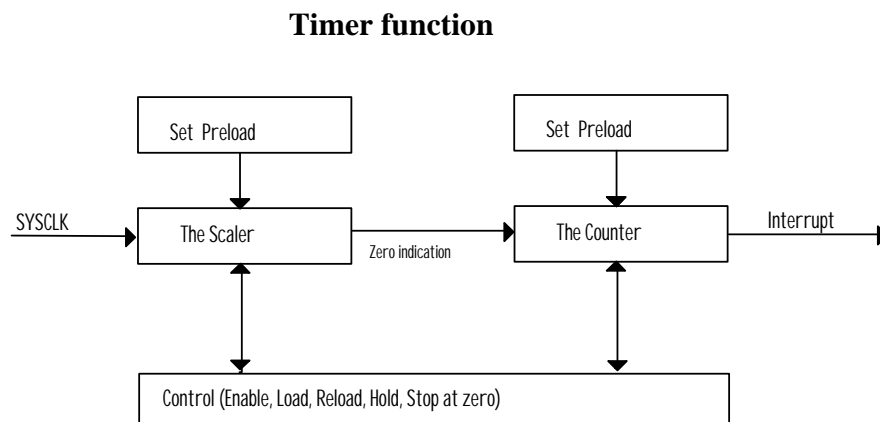 Timer function
Set Preload
Set Preload
SYSCLK
The Scaler
Zero indication
The Counter
Interrupt
Control (Enable, Load, Reload, Hold, Stop at zero)